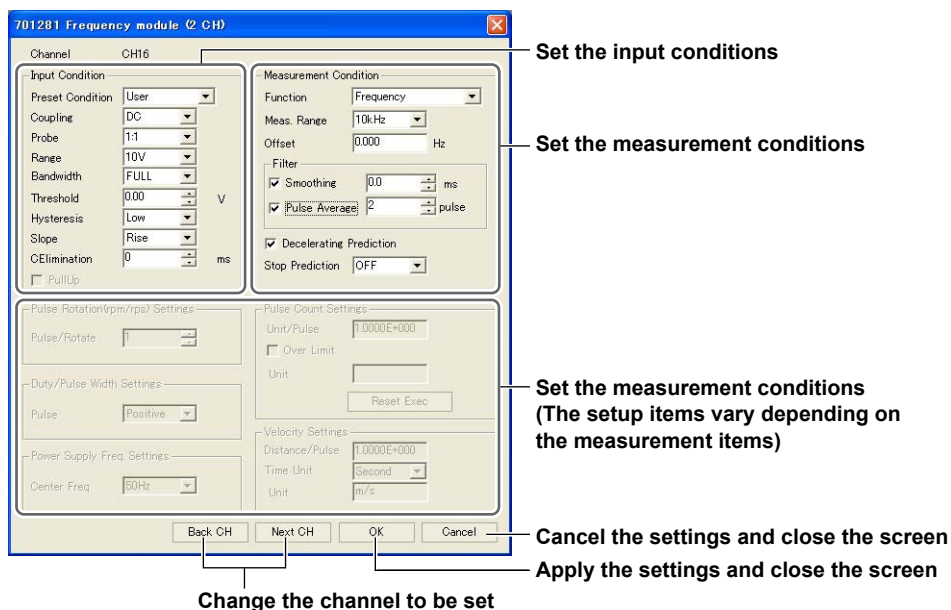 701281 Frequency module (2 CH)
Channel CH16
Input Condition
Preset Condition User
Coupling DC
Probe 1:1
Range 10V
Bandwidth FULL
Threshold 0.00 V
Hysteresis Low
Slope Rise
CElimination 0 ms
PullUp
Measurement Condition
Function Frequency
Meas. Range 10kHz
Offset 0.000 Hz
Filter
Smoothing 0.0 ms
Pulse Average 2 pulse
Decelerating Prediction
Stop Prediction OFF
Pulse Rotation(rpm/rps) Settings
Pulse/Rotate 1
Duty/Pulse Width Settings
Pulse Positive
Power Supply Freq. Settings
Center Freq 50Hz
Pulse Count Settings
Unit/Pulse 1.0000E+000
Over Limit
Unit
Reset Exec
Velocity Settings
Distance/Pulse 1.0000E+000
Time Unit Second
Unit m/s
Back CH Next CH OK Cancel
Set the input conditions
Set the measurement conditions
Set the measurement conditions
(The setup items vary depending on
the measurement items)
Cancel the settings and close the screen
Apply the settings and close the screen
Change the channel to be set